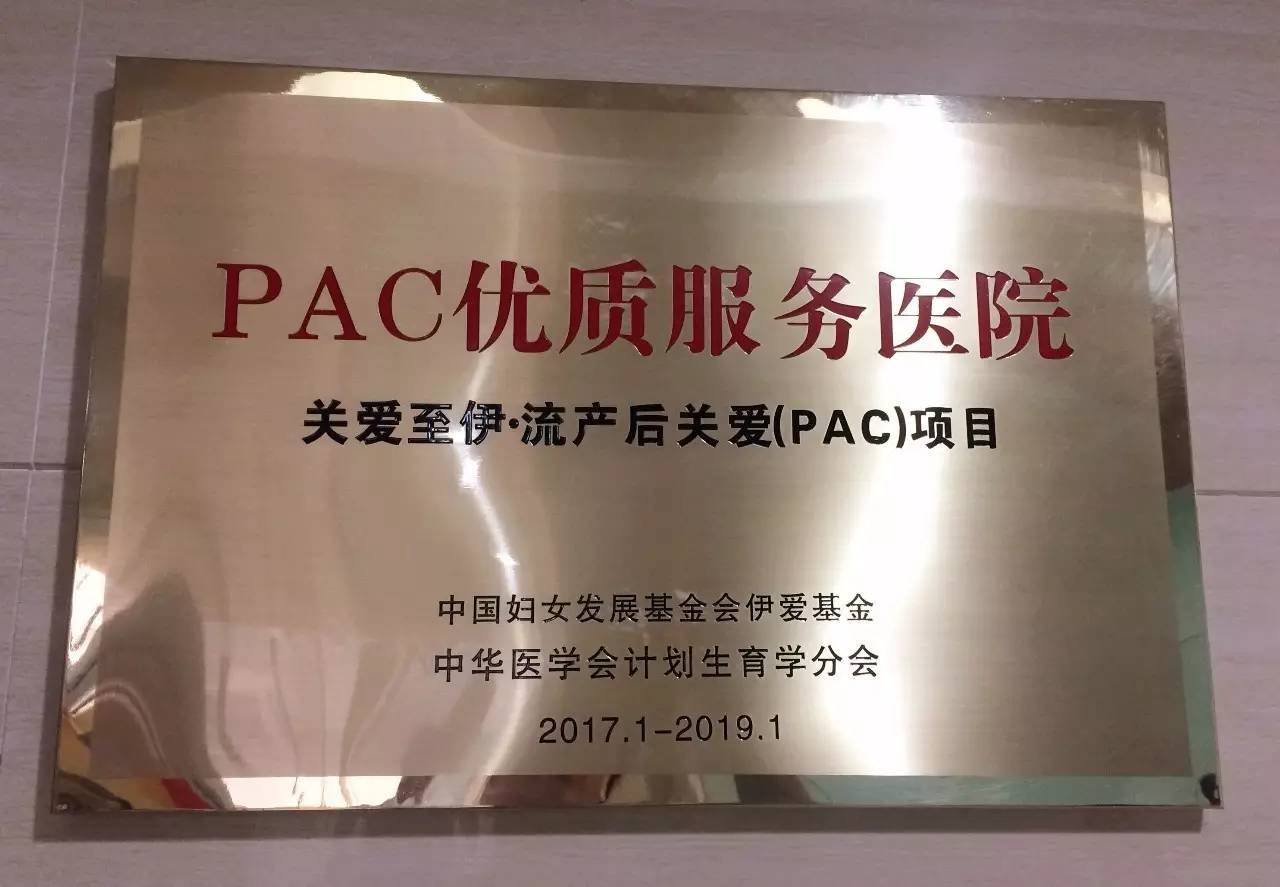 PAC优质服务医院
关爱至伊·流产后关爱(PAC)项目
中国妇女发展基金会伊爱基金
中华医学会计划生育学分会
2017.1-2019.1